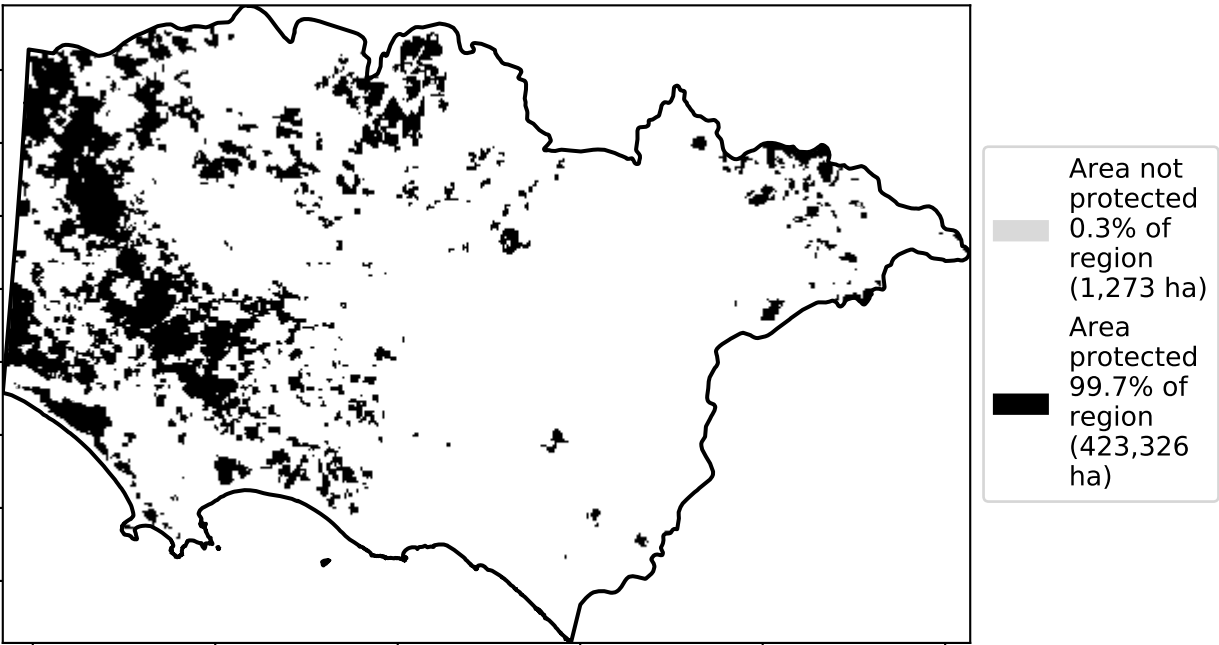 Area not
protected
0.3% of
region
(1,273 ha)
Area
protected
99.7% of
region
(423,326
ha)